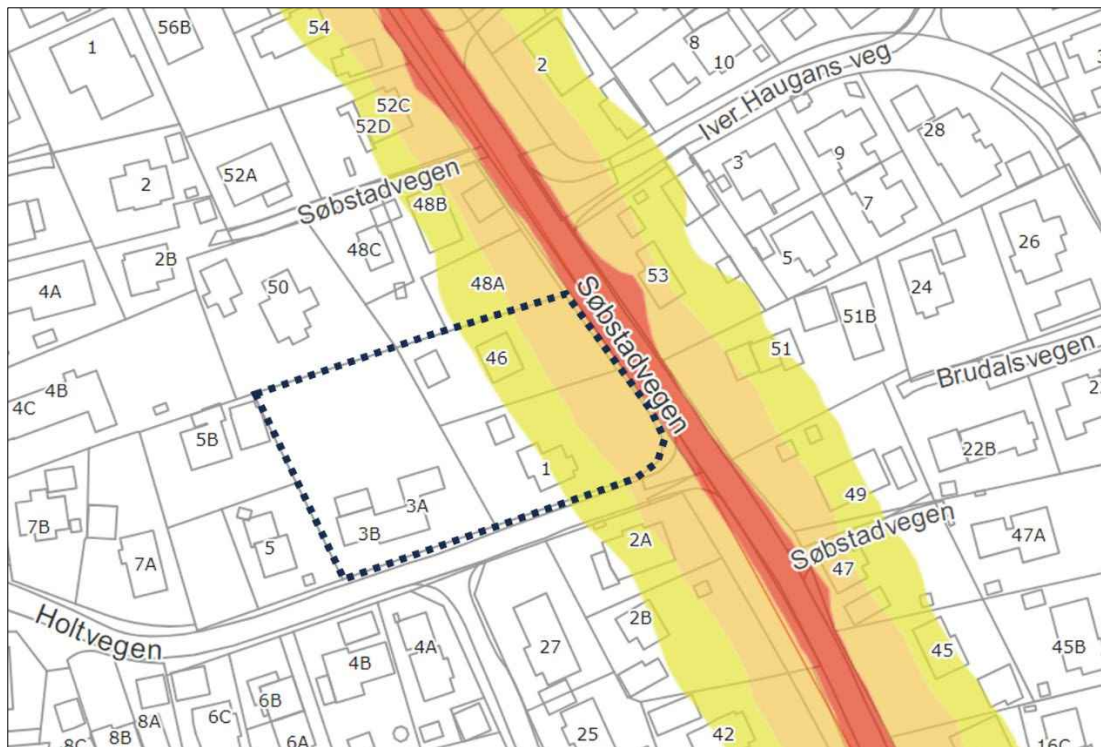 54
56B
1
8
10
2
Iver Haugans veg
28
52C
52D
9
3
7
52A
2
Søbstadvegen
48B
48C
5
26
2B
4A
50
48A
53
24
51B
Søbstadvegen
46
51
Brudalsvegen
4B
4C
5B
1
22B
3A
49
7B
3B
2A
Søbstadvegen
47A
5
7A
47
Holtvegen
2B
27
45
45B
4B
4A
6B
8A
6C
8B
8C
6A
25
42
16C